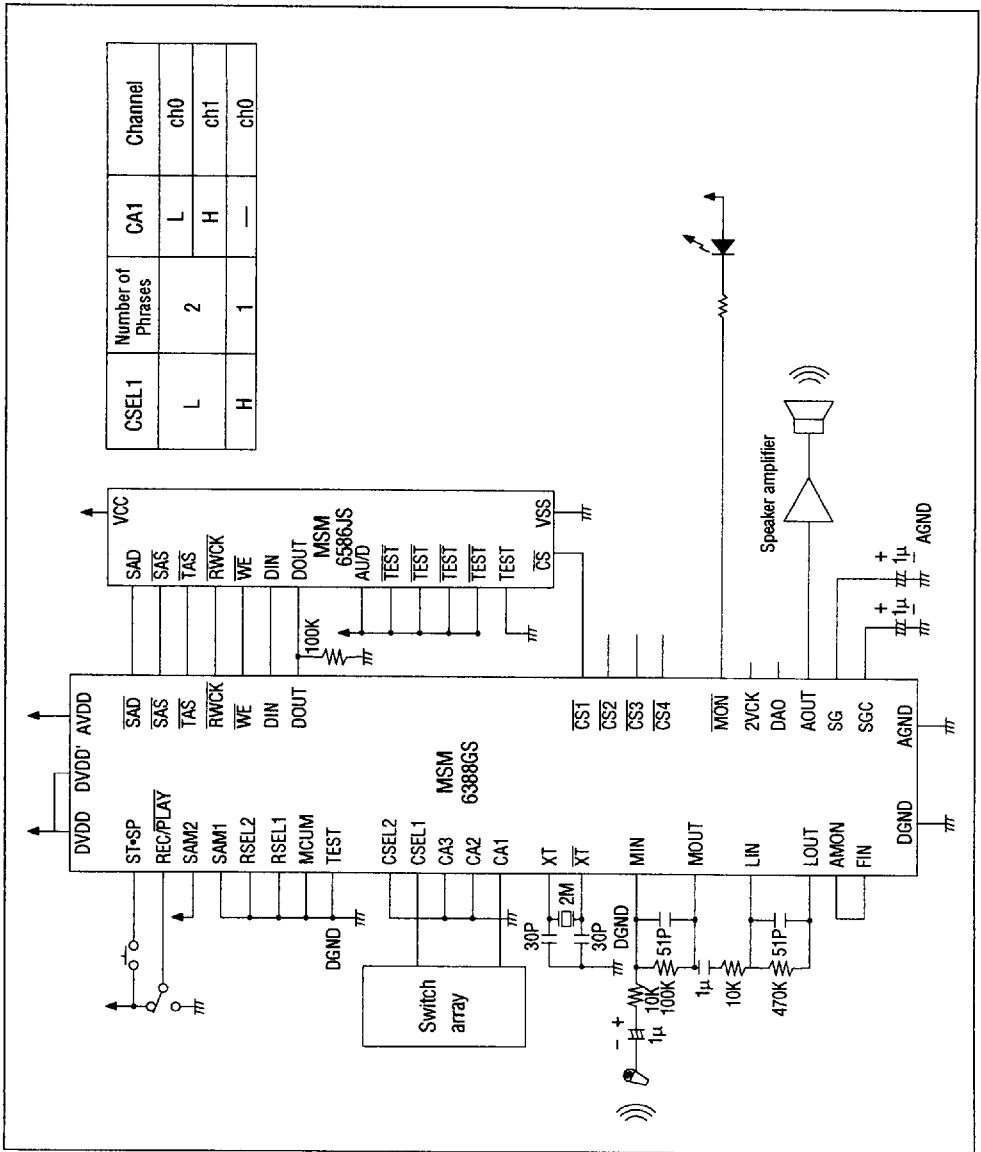 CSEL1 Number of Phrases CA1 Channel
L 2 L ch0
H ch1
H 1 — ch0
DVDD DVDD' AVDD
ST•SP
REC/PLAY
SAM2
SAM1
RSEL2
RSEL1
MCUM
TEST
DGND
CSEL2
CSEL1
CA3
CA2
CA1
Switch array
XT
XT
30P
2M
30P
DGND
MIN
MOUT
LIN
LOUT
AMON
FIN
- +
1μ
10K
100K
51P
1μ
10K
470K
51P
MSM
6388GS
DGND AGND
SAD
SAS
TAS
RWCK
WE
DIN
DOUT
CS1
CS2
CS3
CS4
MON
2VCK
DAO
AOUT
SG
SGC
100K
VCC
SAD
SAS
TAS
RWCK
WE
DIN
DOUT
MSM
6586JS
AU/D
TEST
TEST
TEST
TEST
TEST
CS
VSS
Speaker amplifier
+
1μ
-
+
1μ
AGND